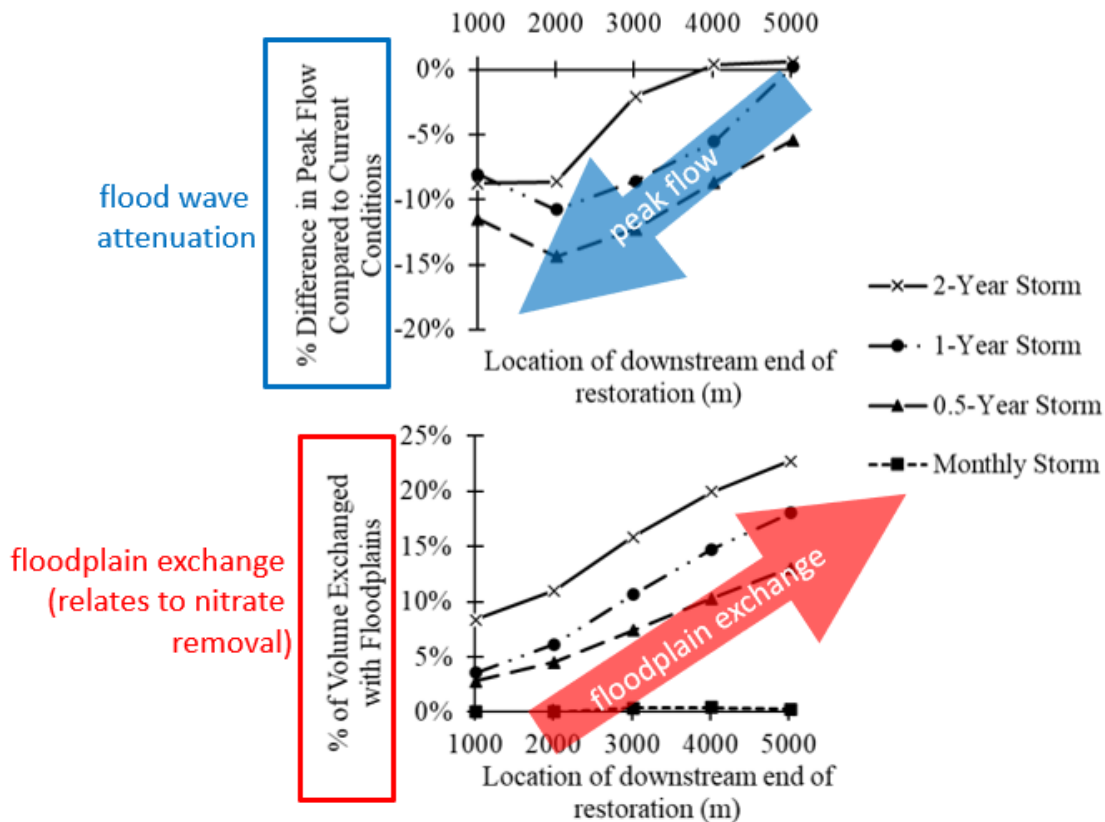 1000 2000 3000 4000 5000
0%
-5%
-10%
-15%
-20%
% Difference in Peak Flow
Compared to Current
Conditions
flood wave
attenuation
peak flow
Location of downstream end of
restoration (m)
2-Year Storm
1-Year Storm
0.5-Year Storm
Monthly Storm
25%
20%
15%
10%
5%
0%
% of Volume Exchanged
with Floodplains
floodplain exchange
(relates to nitrate
removal)
floodplain exchange
1000 2000 3000 4000 5000
Location of downstream end of
restoration (m)